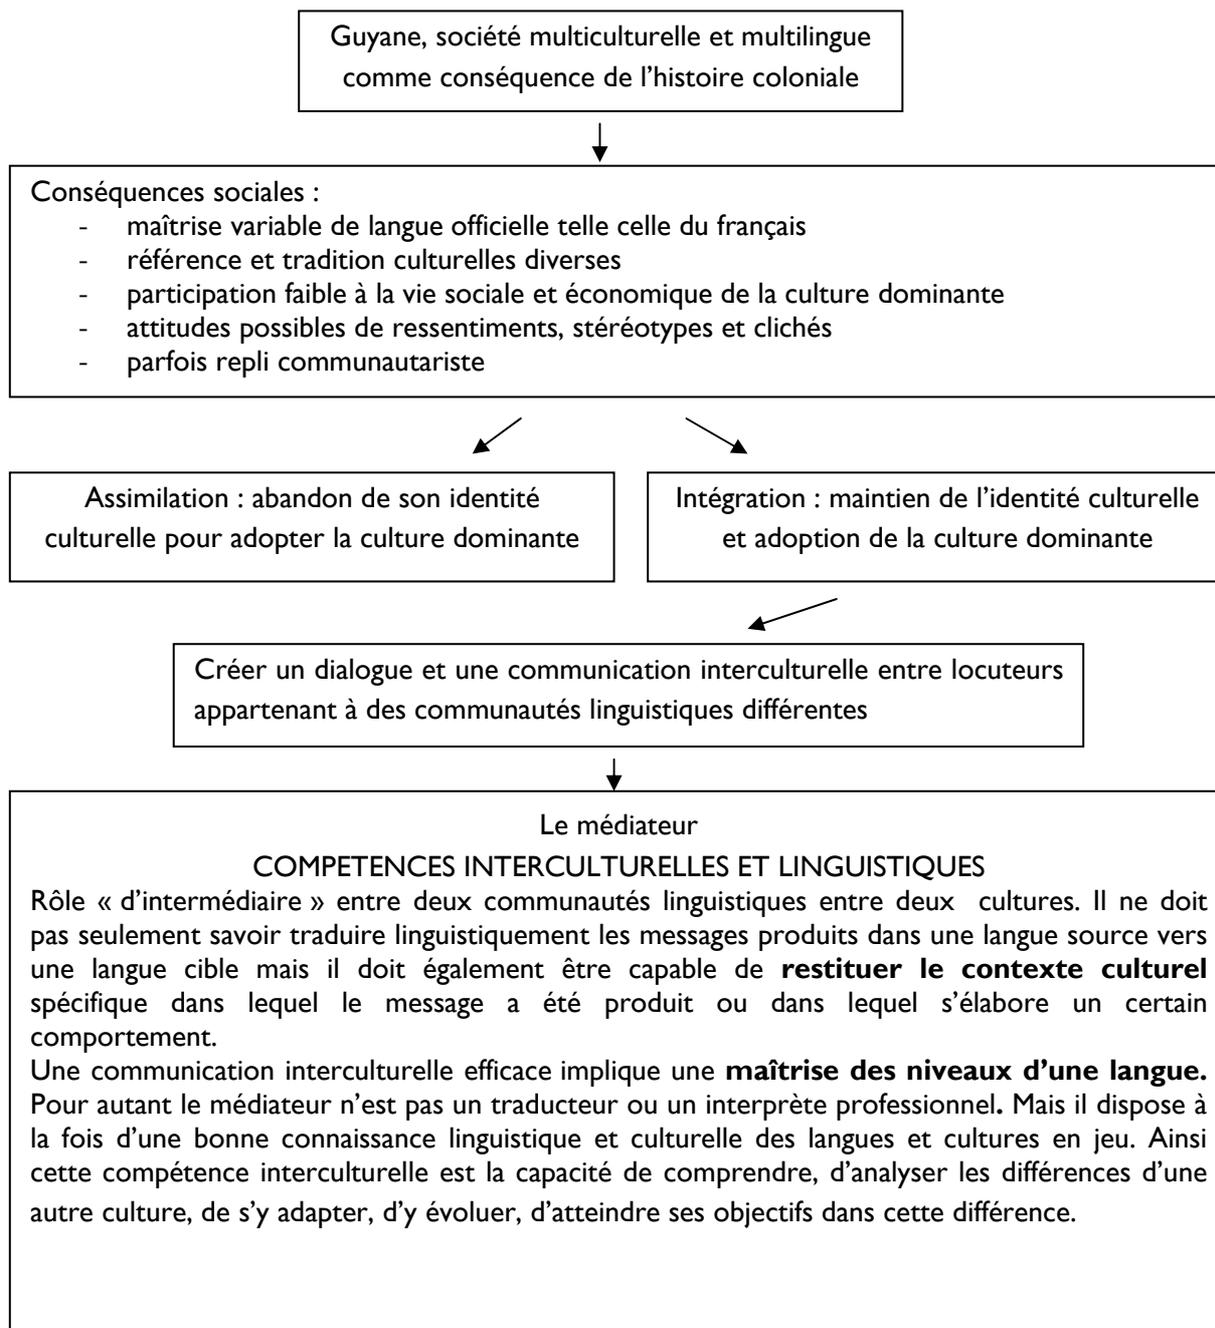 Guyane, société multiculturelle et multilingue
comme conséquence de l’histoire coloniale
Conséquences sociales :
- maîtrise variable de langue officielle telle celle du français
- référence et tradition culturelles diverses
- participation faible à la vie sociale et économique de la culture dominante
- attitudes possibles de ressentiments, stéréotypes et clichés
- parfois repli communautariste
Assimilation : abandon de son identité
culturelle pour adopter la culture dominante
Intégration : maintien de l’identité culturelle
et adoption de la culture dominante
Créer un dialogue et une communication interculturelle entre locuteurs
appartenant à des communautés linguistiques différentes
Le médiateur
COMPETENCES INTERCULTURELLES ET LINGUISTIQUES
Rôle « d’intermédiaire » entre deux communautés linguistiques entre deux cultures. Il ne doit
pas seulement savoir traduire linguistiquement les messages produits dans une langue source vers
une langue cible mais il doit également être capable de restituer le contexte culturel
spécifique dans lequel le message a été produit ou dans lequel s’élabore un certain
comportement.
Une communication interculturelle efficace implique une maîtrise des niveaux d’une langue.
Pour autant le médiateur n’est pas un traducteur ou un interprète professionnel. Mais il dispose à
la fois d’une bonne connaissance linguistique et culturelle des langues et cultures en jeu. Ainsi
cette compétence interculturelle est la capacité de comprendre, d’analyser les différences d’une
autre culture, de s’y adapter, d’y évoluer, d’atteindre ses objectifs dans cette différence.